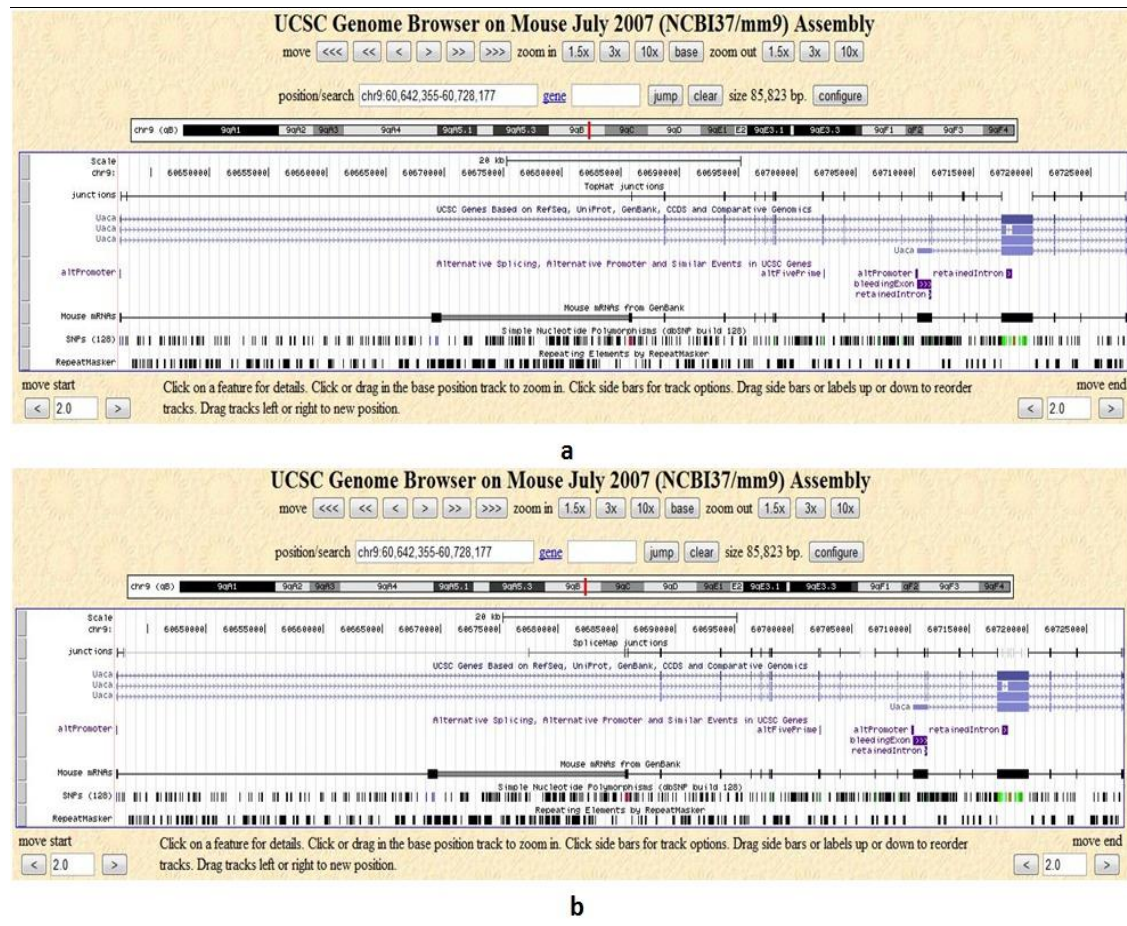 UCSC Genome Browser on Mouse July 2007 (NCBI37/mm9) Assembly
move <<< << < > >> >>> zoom in 1.5x 3x 10x base zoom out 1.5x 3x 10x
position/search chr9:60,642,355-60,728,177 gene jump clear size 85,823 bp. configure
chr9 (qB) 9qA1 9qA2 9qA3 9qA4 9qA5.1 9qA5.3 9qB 9qC 9qD 9qE1 E2 9qE3.1 9qE3.3 9qF1 qF2 9qF3 9qF4
Scale 20 kb
chr9: 60650000 60655000 60660000 60665000 60670000 60675000 60680000 60685000 60690000 60695000 60700000 60705000 60710000 60715000 60720000 60725000
TopHat junctions
junctions
UCSC Genes Based on RefSeq, UniProt, GenBank, CCDS and Comparative Genomics
Uaca
Uaca
Uaca
Uaca
Alternative Splicing, Alternative Promoter and Similar Events in UCSC Genes
altPromoter altFivePrime altPromoter retainedIntron
bleedingExon
retainedIntron
Mouse mRNAs from GenBank
Mouse mRNAs
Simple Nucleotide Polymorphisms (dbSNP build 128)
SNPs (128)
Repeating Elements by RepeatMasker
RepeatMasker
move start Click on a feature for details. Click or drag in the base position track to zoom in. Click side bars for track options. Drag side bars or labels up or down to reorder move end
< 2.0 > tracks. Drag tracks left or right to new position. < 2.0 >
a
UCSC Genome Browser on Mouse July 2007 (NCBI37/mm9) Assembly
move <<< << < > >> >>> zoom in 1.5x 3x 10x base zoom out 1.5x 3x 10x
position/search chr9:60,642,355-60,728,177 gene jump clear size 85,823 bp. configure
chr9 (qB) 9qA1 9qA2 9qA3 9qA4 9qA5.1 9qA5.3 9qB 9qC 9qD 9qE1 E2 9qE3.1 9qE3.3 9qF1 qF2 9qF3 9qF4
Scale 20 kb
chr9: 60650000 60655000 60660000 60665000 60670000 60675000 60680000 60685000 60690000 60695000 60700000 60705000 60710000 60715000 60720000 60725000
SpliceMap junctions
junctions
UCSC Genes Based on RefSeq, UniProt, GenBank, CCDS and Comparative Genomics
Uaca
Uaca
Uaca
Uaca
Alternative Splicing, Alternative Promoter and Similar Events in UCSC Genes
altPromoter altFivePrime altPromoter retainedIntron
bleedingExon
retainedIntron
Mouse mRNAs from GenBank
Mouse mRNAs
Simple Nucleotide Polymorphisms (dbSNP build 128)
SNPs (128)
Repeating Elements by RepeatMasker
RepeatMasker
move start Click on a feature for details. Click or drag in the base position track to zoom in. Click side bars for track options. Drag side bars or labels up or down to reorder move end
< 2.0 > tracks. Drag tracks left or right to new position. < 2.0 >
b